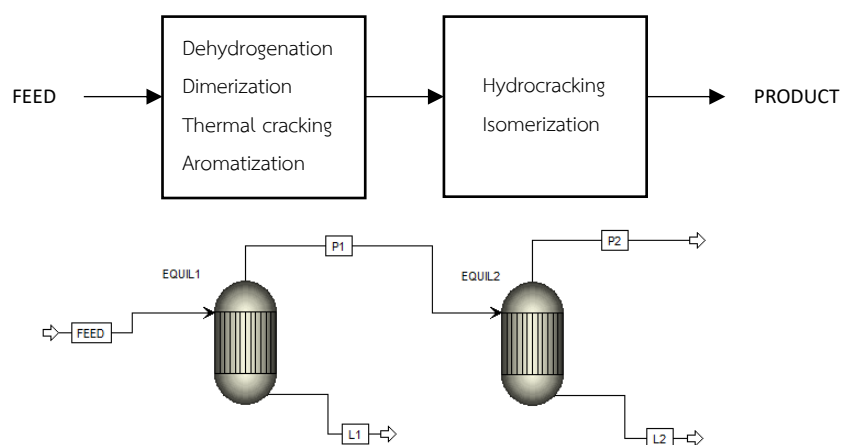 FEED
Dehydrogenation
Dimerization
Thermal cracking
Aromatization
Hydrocracking
Isomerization
PRODUCT
P1
P2
EQUIL1
EQUIL2
FEED
L1
L2